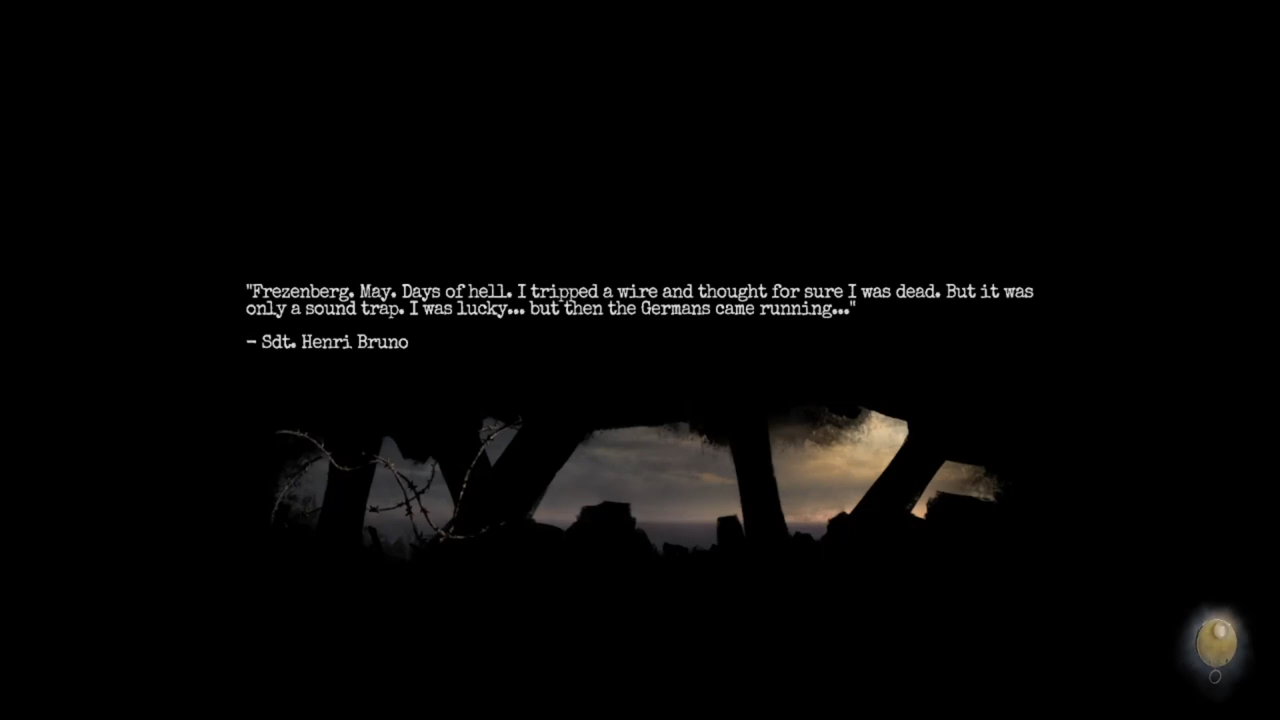 "Frezenberg. May. Days of hell. I tripped a wire and thought for sure I was dead. But it was
only a sound trap. I was lucky... but then the Germans came running..."
- Sdt. Henri Bruno